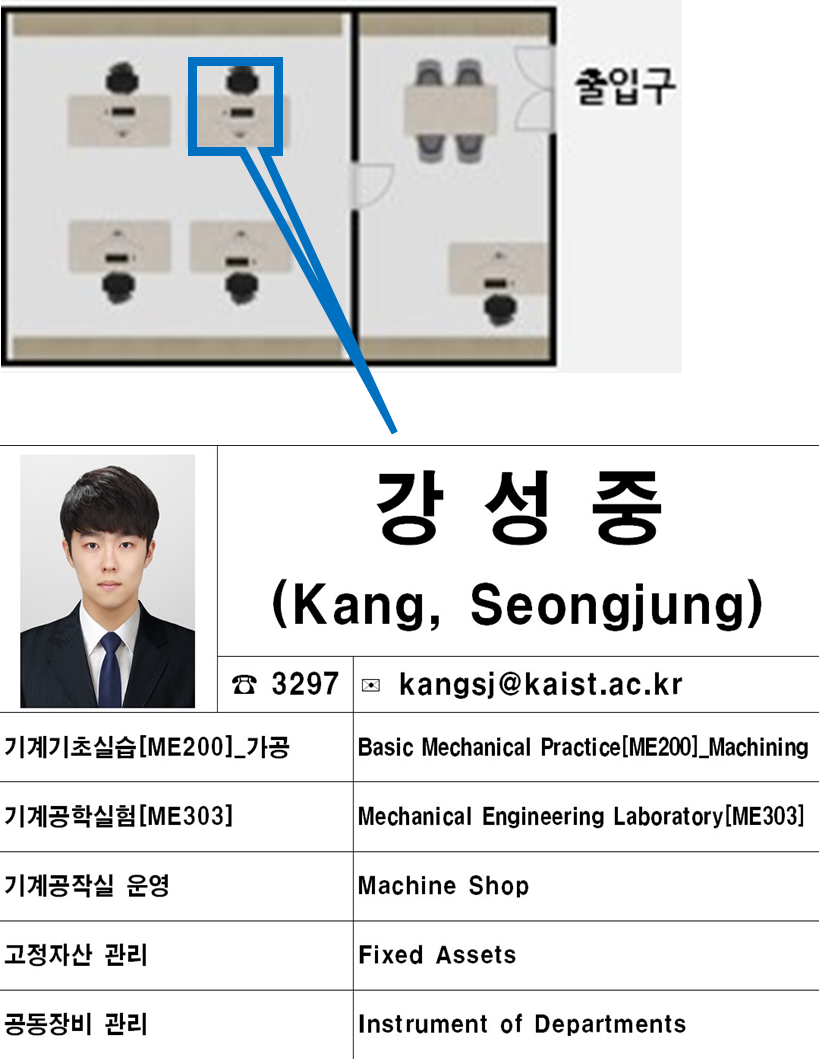 출입구
강 성 중
(Kang, Seongjung)
☎ 3297 ✉ kangsj@kaist.ac.kr
기계기초실습[ME200]_가공 Basic Mechanical Practice[ME200]_Machining
기계공학실험[ME303] Mechanical Engineering Laboratory[ME303]
기계공작실 운영 Machine Shop
고정자산 관리 Fixed Assets
공동장비 관리 Instrument of Departments